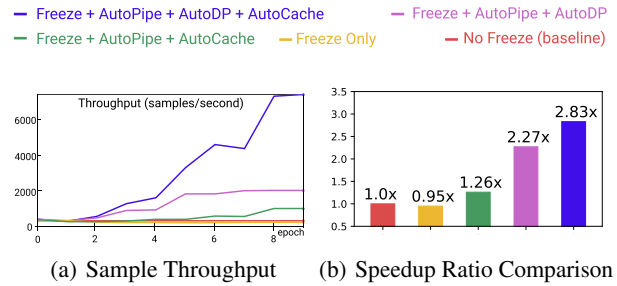 Freeze + AutoPipe + AutoDP + AutoCache
Freeze + AutoPipe + AutoDP
Freeze + AutoPipe + AutoCache
Freeze Only
No Freeze (baseline)
Throughput (samples/second)
6000
4000
2000
0
0 2 4 6 8
epoch
3.5
3.0
2.5
2.0
1.5
1.0
0.5
1.0x
0.95x
1.26x
2.27x
2.83x
(a) Sample Throughput
(b) Speedup Ratio Comparison